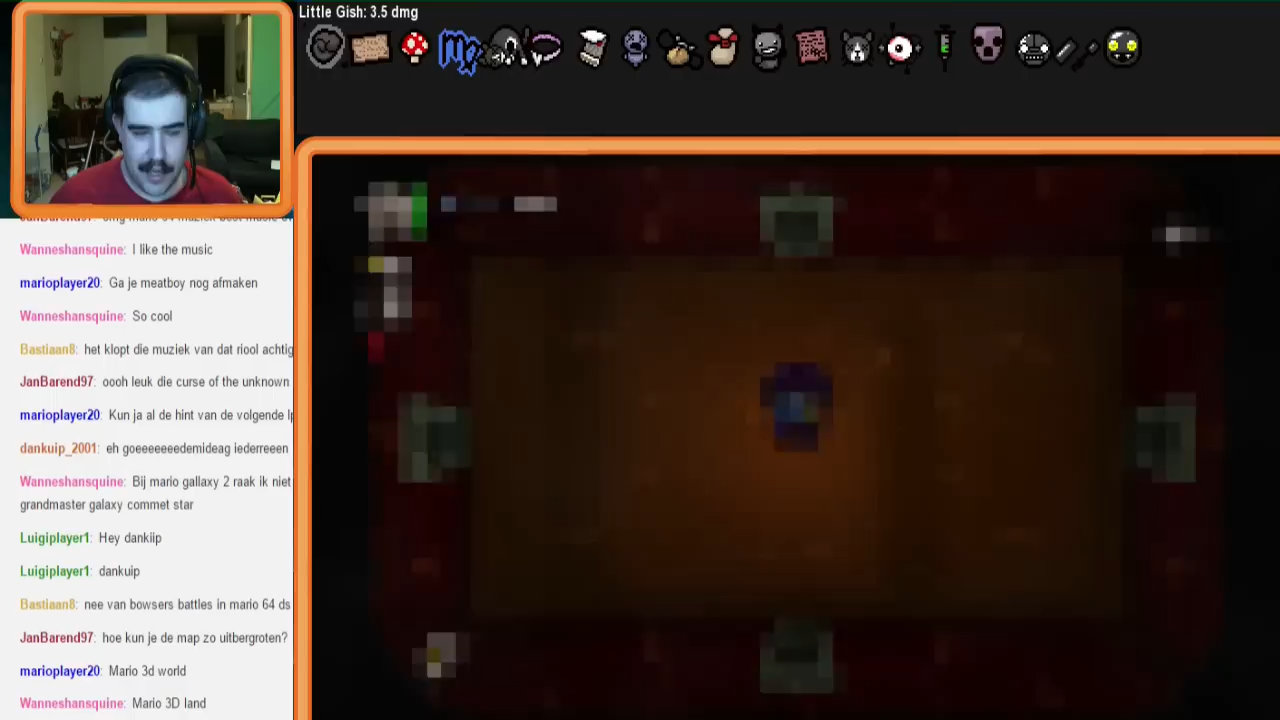 Little Gish: 3.5 dmg
Wanneshansquine: I like the music
marioplayer20: Ga je meatboy nog afmaken
Wanneshansquine: So cool
Bastiaan8: het klopt die muziek van dat riool achtig
JanBarend97: oooh leuk die curse of the unknown
marioplayer20: Kun ja al de hint van de volgende lp
dankuip_2001: eh goeeeeeeedemideag iederreeen
Wanneshansquine: Bij mario gallaxy 2 raak ik niet
grandmaster galaxy commet star
Luigiplayer1: Hey dankiip
Luigiplayer1: dankuip
Bastiaan8: nee van bowsers battles in mario 64 ds
JanBarend97: hoe kun je de map zo uitbergroten?
marioplayer20: Mario 3d world
Wanneshansquine: Mario 3D land